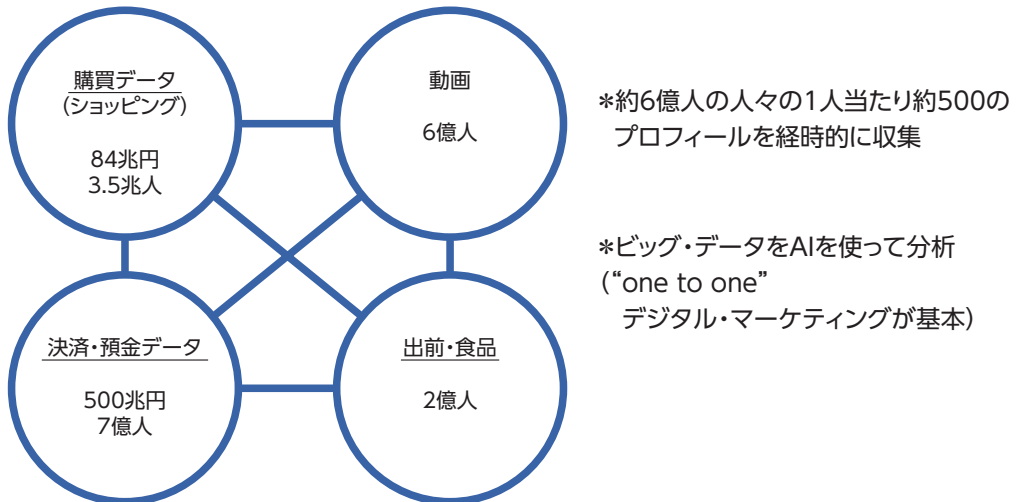 購買データ
(ショッピング)
84兆円
3.5兆人
動画
6億人
決済・預金データ
500兆円
7億人
出前・食品
2億人
*約6億人の人々の1人当たり約500の
プロフィールを経時的に収集
*ビッグ・データをAIを使って分析
(“one to one”
デジタル・マーケティングが基本)